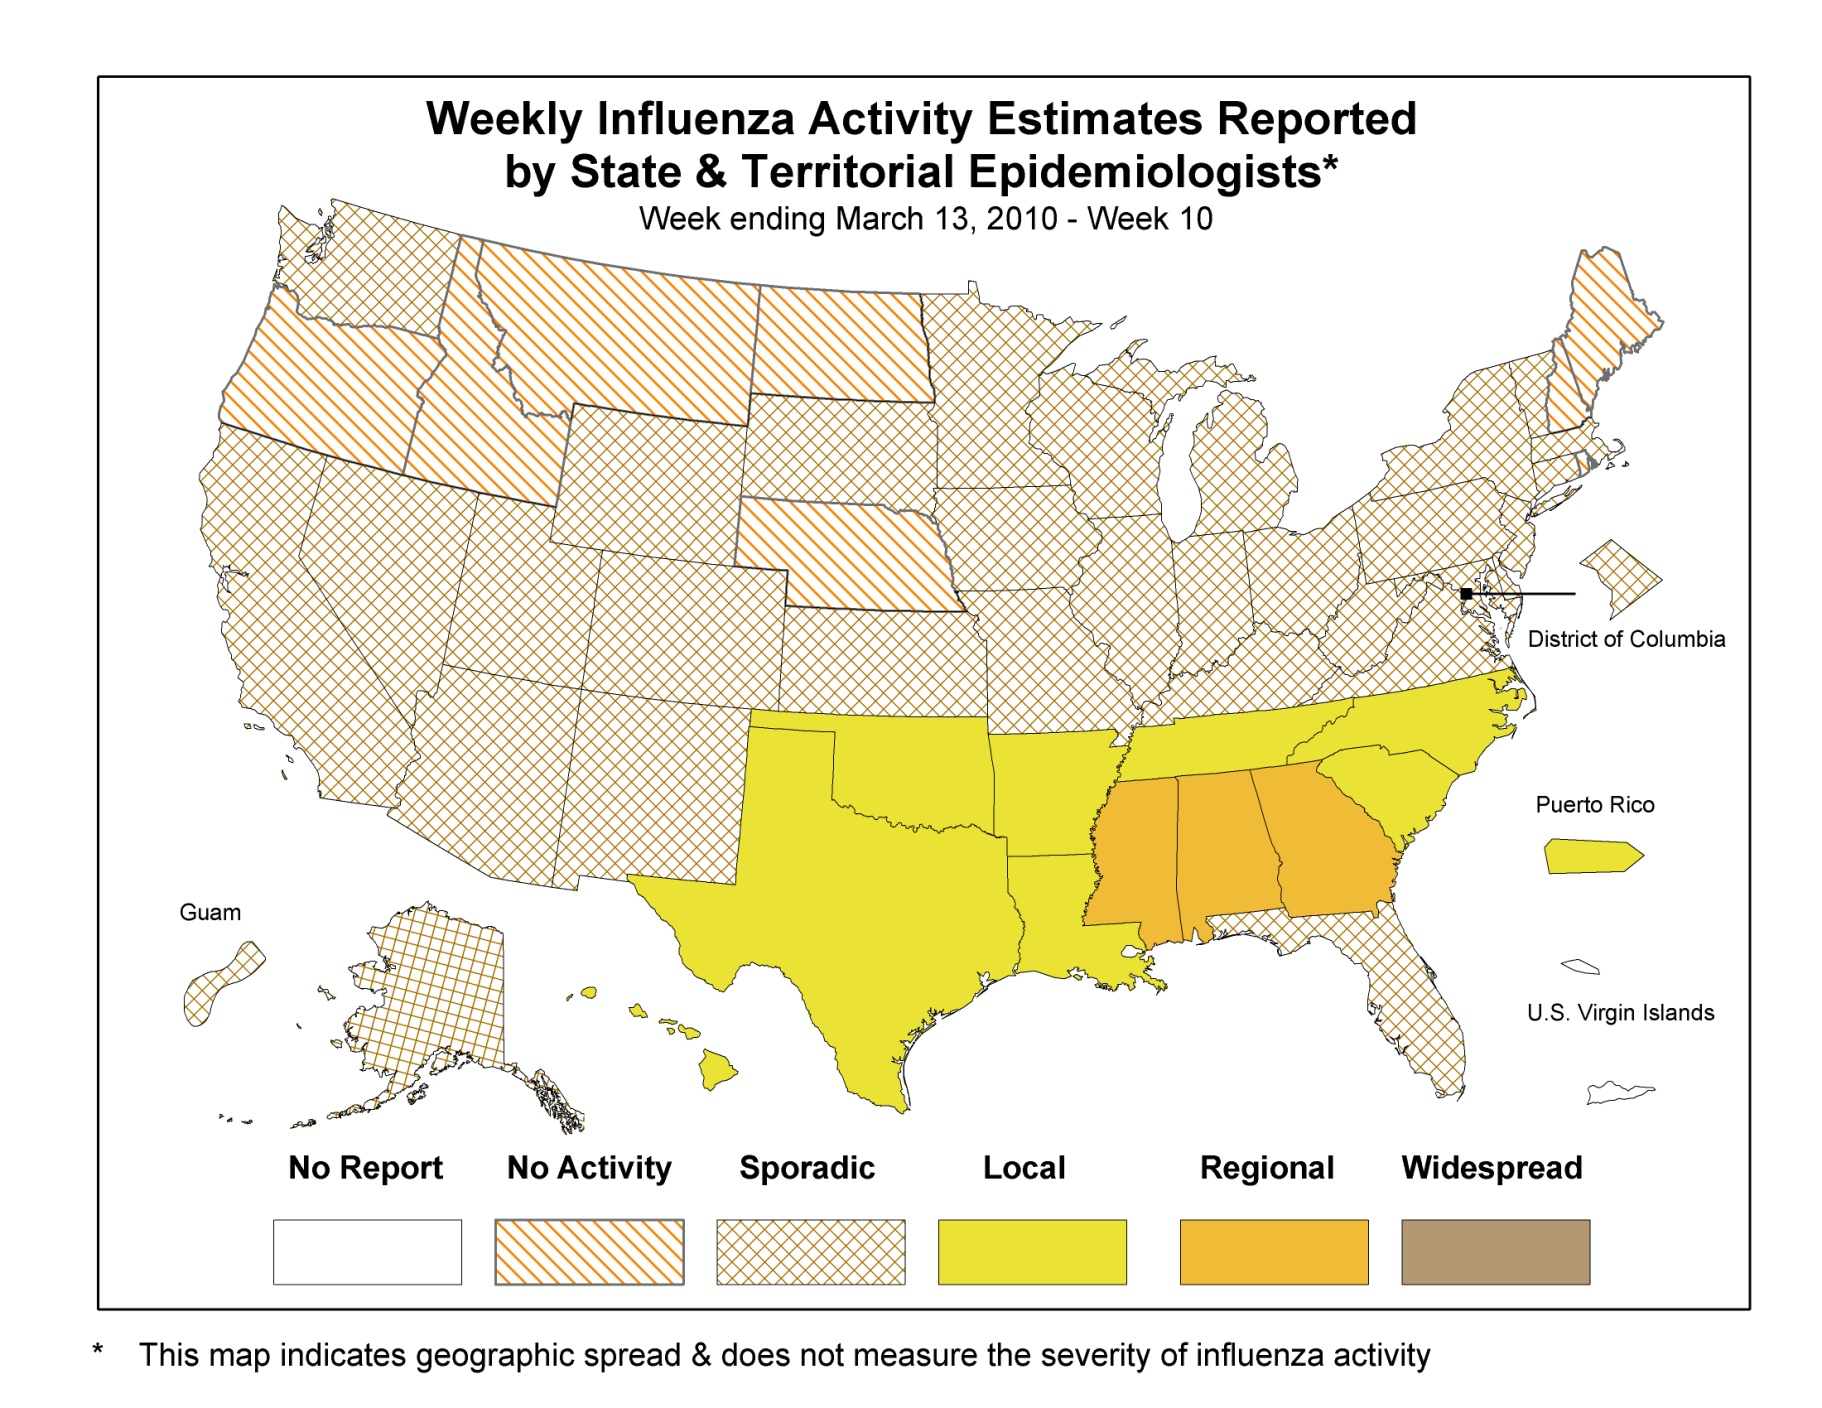 Weekly Influenza Activity Estimates Reported
by State & Territorial Epidemiologists*
Week ending March 13, 2010 - Week 10
District of Columbia
Puerto Rico
Guam
U.S. Virgin Islands
No Report No Activity Sporadic Local Regional Widespread
* This map indicates geographic spread & does not measure the severity of influenza activity